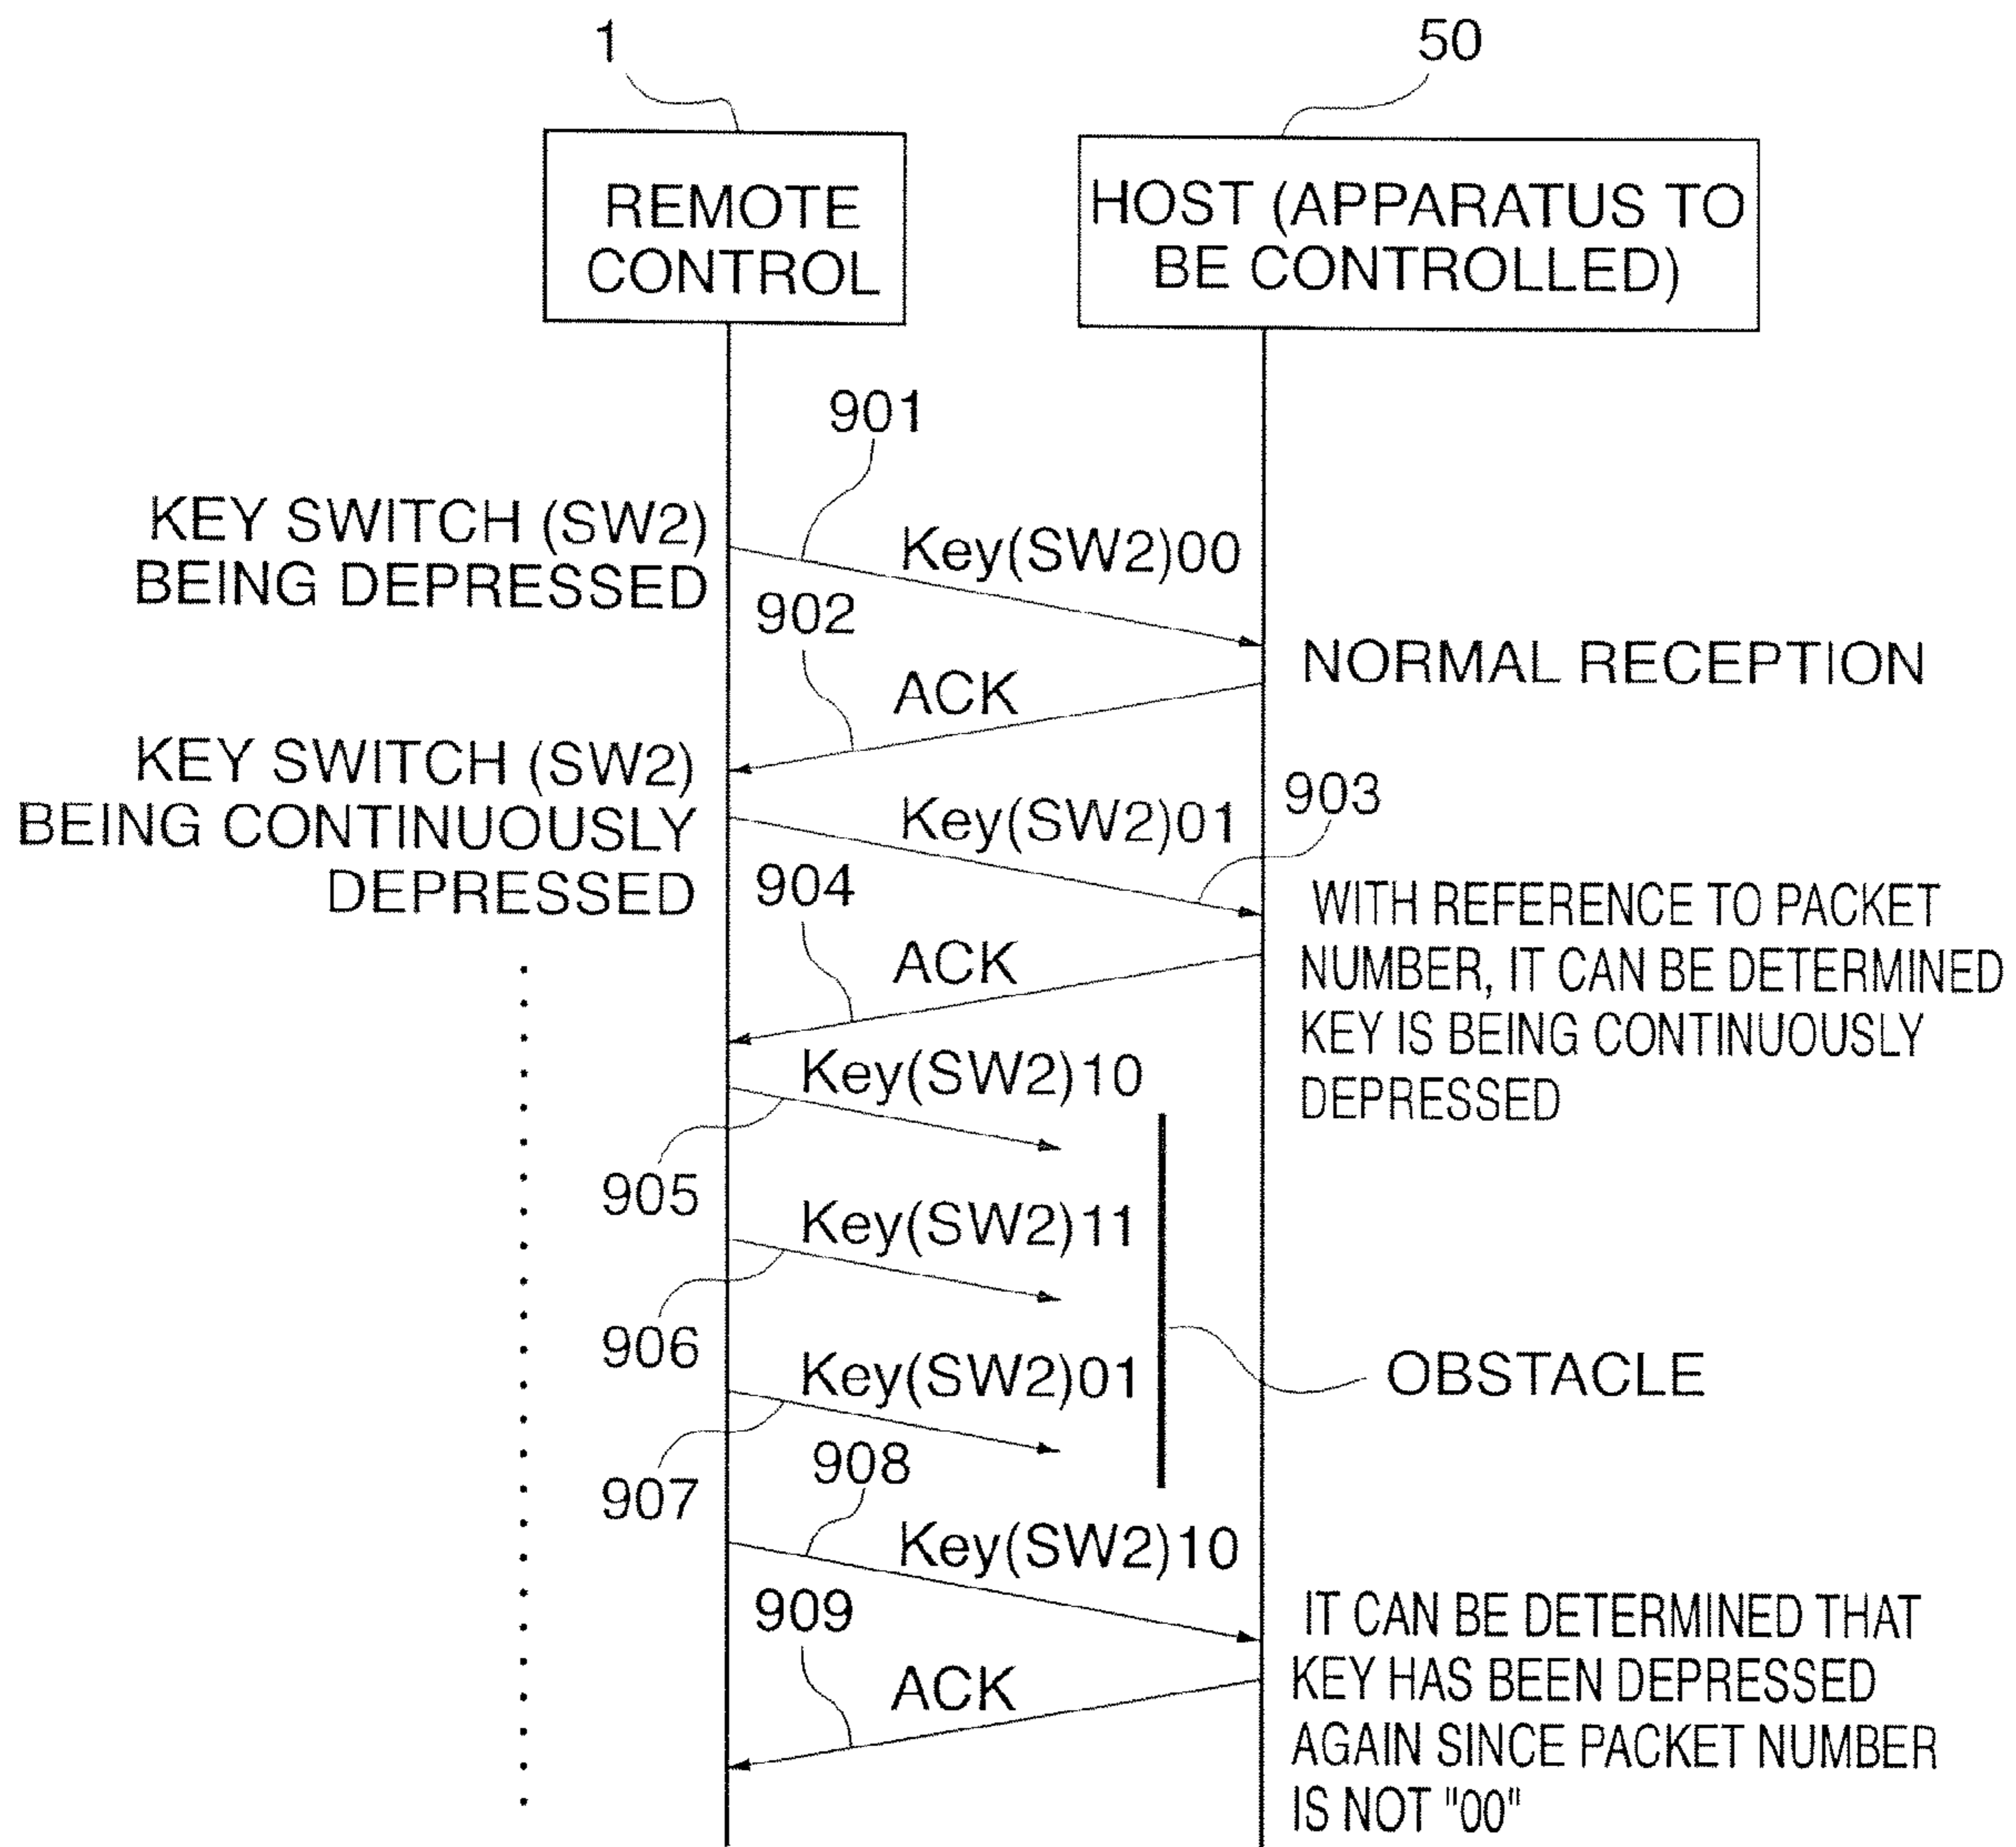 1
50
REMOTE
CONTROL
HOST (APPARATUS TO
BE CONTROLLED)
901
KEY SWITCH (SW2)
BEING DEPRESSED
Key(SW2)00
902
NORMAL RECEPTION
ACK
KEY SWITCH (SW2)
BEING CONTINUOUSLY
DEPRESSED
903
Key(SW2)01
904
WITH REFERENCE TO PACKET
NUMBER, IT CAN BE DETERMINED
KEY IS BEING CONTINUOUSLY
DEPRESSED
ACK
Key(SW2)10
905
Key(SW2)11
906
OBSTACLE
Key(SW2)01
907
908
Key(SW2)10
909
IT CAN BE DETERMINED THAT
KEY HAS BEEN DEPRESSED
AGAIN SINCE PACKET NUMBER
IS NOT "00"
ACK